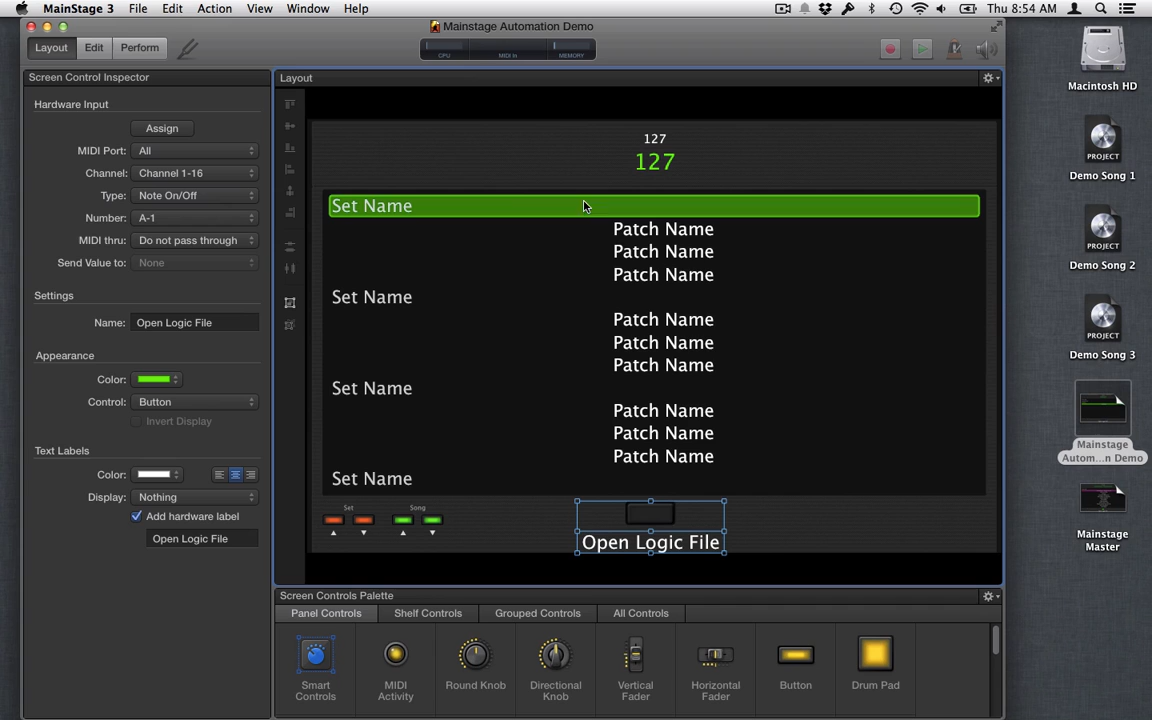 MainStage 3 File Edit Action View Window Help Thu 8:54 AM
Mainstage Automation Demo
Layout Edit Perform
CPU MIDI In MEMORY
Screen Control Inspector
Hardware Input
Assign
MIDI Port: All
Channel: Channel 1-16
Type: Note On/Off
Number: A-1
MIDI thru: Do not pass through
Send Value to: None
Settings
Name: Open Logic File
Appearance
Color:
Control: Button
Invert Display
Text Labels
Color:
Display: Nothing
Add hardware label
Open Logic File
Layout
127
127
Set Name
Patch Name
Patch Name
Patch Name
Set Name
Patch Name
Patch Name
Patch Name
Set Name
Patch Name
Patch Name
Patch Name
Set Name
Set Song
Open Logic File
Screen Controls Palette
Panel Controls Shelf Controls Grouped Controls All Controls
Smart
Controls
MIDI
Activity
Round Knob
Directional
Knob
Vertical
Fader
Horizontal
Fader
Button
Drum Pad
Macintosh HD
PROJECT
Demo Song 1
PROJECT
Demo Song 2
PROJECT
Demo Song 3
Mainstage
Autom...n Demo
Mainstage
Master